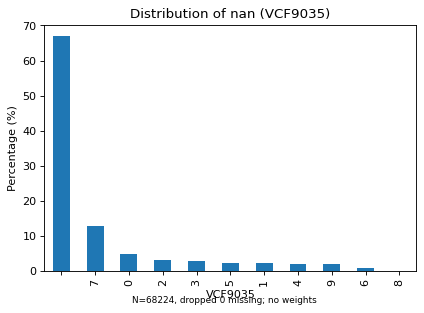 Distribution of nan (VCF9035)
Percentage (%)
70
60
50
40
30
20
10
0
7 0 2 3 5 1 4 9 6 8
VCF9035
N=68224, dropped 0 missing; no weights